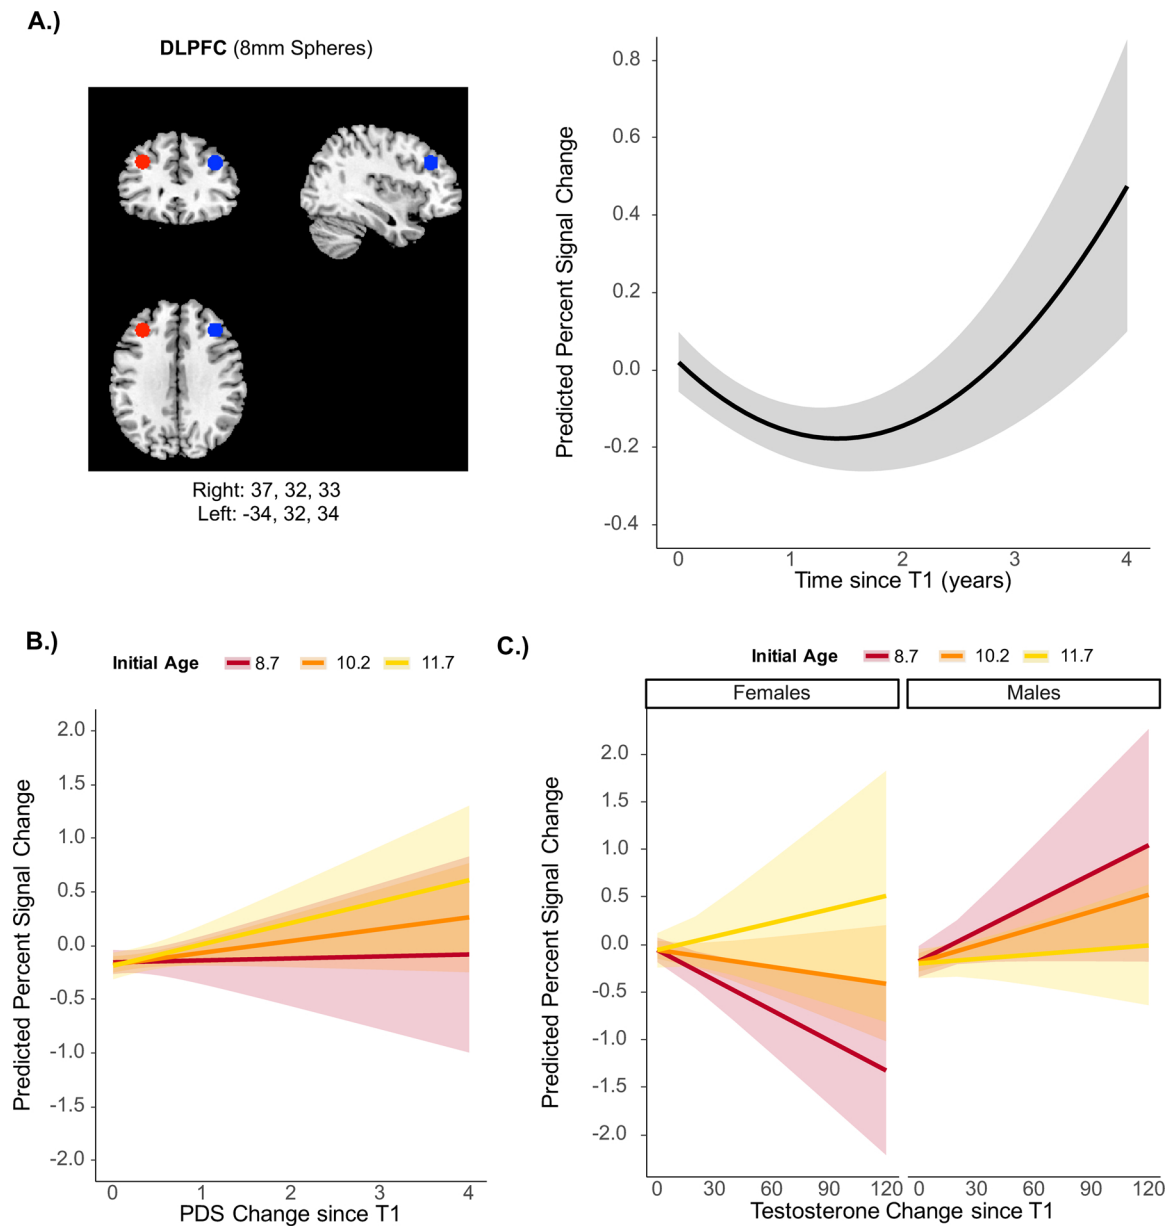 A.)
DLPFC (8mm Spheres)
Right: 37, 32, 33
Left: -34, 32, 34
Predicted Percent Signal Change
0.8
0.6
0.4
0.2
0.0
-0.2
-0.4
0 1 2 3 4
Time since T1 (years)
B.)
Initial Age 8.7 10.2 11.7
Predicted Percent Signal Change
2.0
1.5
1.0
0.5
0.0
-0.5
-1.0
-1.5
-2.0
0 1 2 3 4
PDS Change since T1
C.)
Initial Age 8.7 10.2 11.7
Females Males
Predicted Percent Signal Change
2.0
1.5
1.0
0.5
0.0
-0.5
-1.0
-1.5
-2.0
0 30 60 90 120 0 30 60 90 120
Testosterone Change since T1